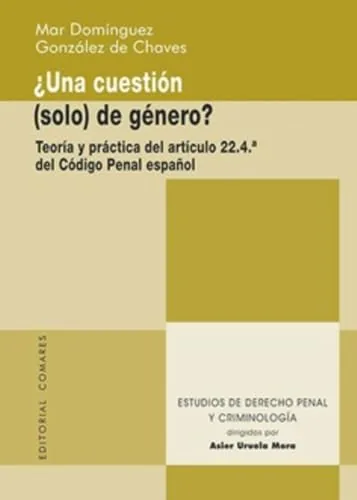 Mar Domínguez
González de Chaves
¿Una cuestión
(solo) de género?
Teoría y práctica del artículo 22.4.ª
del Código Penal español
EDITORIAL COMARES
ESTUDIOS DE DERECHO PENAL
Y CRIMINOLOGÍA
dirigidos por
Asier Urruela Mora